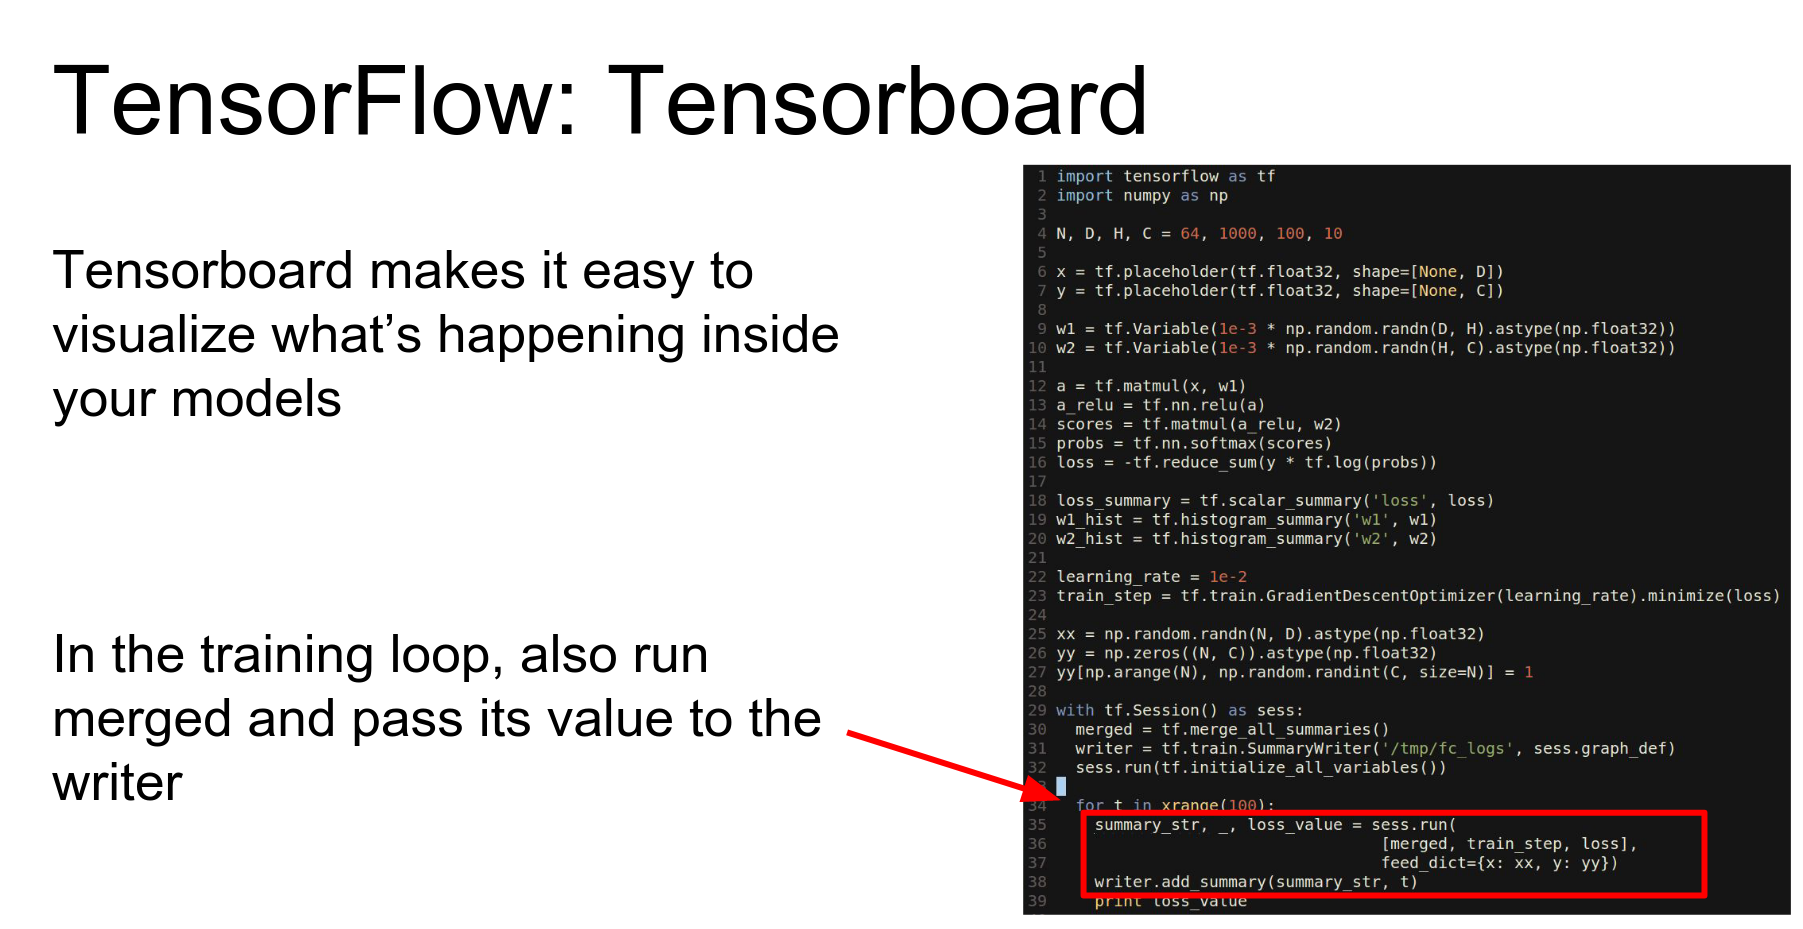 TensorFlow: Tensorboard
Tensorboard makes it easy to
visualize what's happening inside
your models
In the training loop, also run
merged and pass its value to the
writer
1 import tensorflow as tf
2 import numpy as np
3
4 N, D, H, C = 64, 1000, 100, 10
5
6 x = tf.placeholder(tf.float32, shape=[None, D])
7 y = tf.placeholder(tf.float32, shape=[None, C])
8
9 w1 = tf.Variable(1e-3 * np.random.randn(D, H).astype(np.float32))
10 w2 = tf.Variable(1e-3 * np.random.randn(H, C).astype(np.float32))
11
12 a = tf.matmul(x, w1)
13 a_relu = tf.nn.relu(a)
14 scores = tf.matmul(a_relu, w2)
15 probs = tf.nn.softmax(scores)
16 loss = -tf.reduce_sum(y * tf.log(probs))
17
18 loss_summary = tf.scalar_summary('loss', loss)
19 w1_hist = tf.histogram_summary('w1', w1)
20 w2_hist = tf.histogram_summary('w2', w2)
21
22 learning_rate = 1e-2
23 train_step = tf.train.GradientDescentOptimizer(learning_rate).minimize(loss)
24
25 xx = np.random.randn(N, D).astype(np.float32)
26 yy = np.zeros((N, C)).astype(np.float32)
27 yy[np.arange(N), np.random.randint(C, size=N)] = 1
28
29 with tf.Session() as sess:
30   merged = tf.merge_all_summaries()
31   writer = tf.train.SummaryWriter('/tmp/fc_logs', sess.graph_def)
32   sess.run(tf.initialize_all_variables())
34   for t in xrange(100):
35     summary_str, _, loss_value = sess.run(
36                                   [merged, train_step, loss],
37                                   feed_dict={x: xx, y: yy})
38     writer.add_summary(summary_str, t)
39     print loss_value